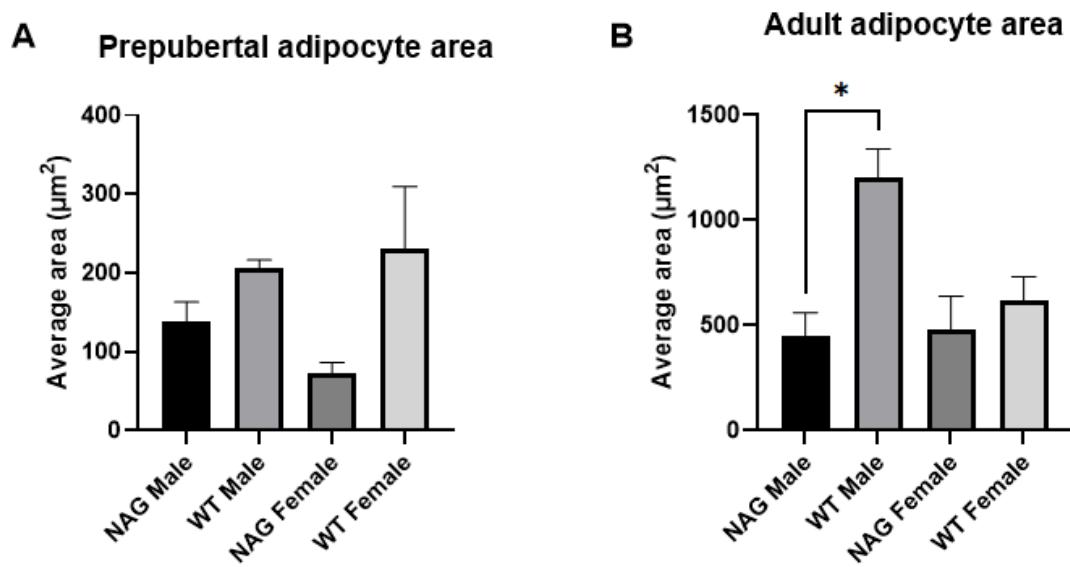 A Prepubertal adipocyte area
Average area (µm²)
400
300
200
100
0
NAG Male
WT Male
NAG Female
WT Female
B Adult adipocyte area
Average area (µm²)
1500
1000
500
0
*
NAG Male
WT Male
NAG Female
WT Female